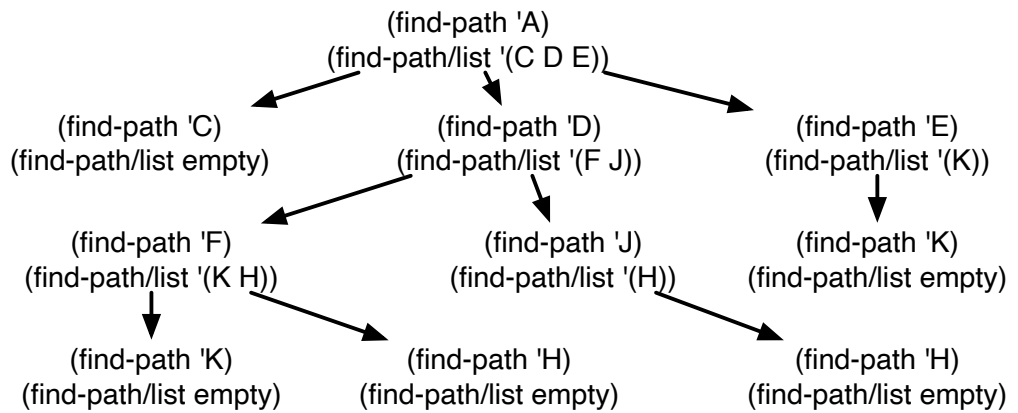 (find-path 'A)
(find-path/list '(C D E))
(find-path 'C)
(find-path/list empty)
(find-path 'D)
(find-path/list '(F J))
(find-path 'E)
(find-path/list '(K))
(find-path 'F)
(find-path/list '(K H))
(find-path 'J)
(find-path/list '(H))
(find-path 'K)
(find-path/list empty)
(find-path 'K)
(find-path/list empty)
(find-path 'H)
(find-path/list empty)
(find-path 'H)
(find-path/list empty)